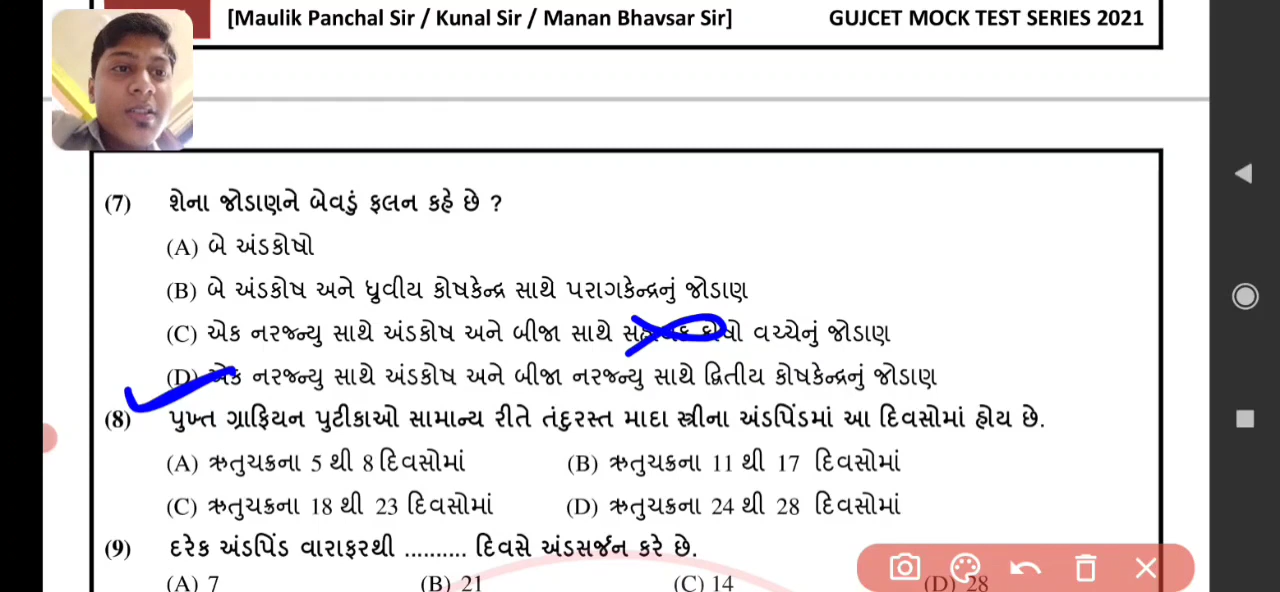 [Maulik Panchal Sir / Kunal Sir / Manan Bhavsar Sir] GUJCET MOCK TEST SERIES 2021
(7) શેના જોડાણને બેવડું ફલન કહે છે ?
(A) બે અંડકોષો
(B) બે અંડકોષ અને ધ્રુવીય કોષકેન્દ્ર સાથે પરાગકેન્દ્રનું જોડાણ
(C) એક નરજન્યુ સાથે અંડકોષ અને બીજા સાથે વચ્ચેનું જોડાણ
(D) એક નરજન્યુ સાથે અંડકોષ અને બીજા નરજન્યુ સાથે દ્વિતીય કોષકેન્દ્રનું જોડાણ
(8) પુખ્ત ગ્રાફિયન પુટીકાઓ સામાન્ય રીતે તંદુરસ્ત માદા સ્ત્રીના અંડપિંડમાં આ દિવસોમાં હોય છે.
(A) ઋતુચક્રના 5 થી 8 દિવસોમાં (B) ઋતુચક્રના 11 થી 17 દિવસોમાં
(C) ઋતુચક્રના 18 થી 23 દિવસોમાં (D) ઋતુચક્રના 24 થી 28 દિવસોમાં
(9) દરેક અંડપિંડ વારાફરથી .......... દિવસે અંડસર્જન કરે છે.
(A) 7 (B) 21 (C) 14 (D) 28